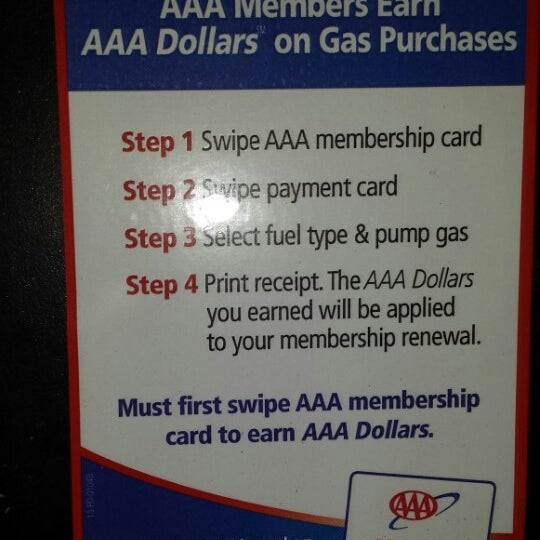 AAA Members Earn
AAA Dollars℠ on Gas Purchases
Step 1 Swipe AAA membership card
Step 2 Swipe payment card
Step 3 Select fuel type & pump gas
Step 4 Print receipt. The AAA Dollars
you earned will be applied
to your membership renewal.
Must first swipe AAA membership
card to earn AAA Dollars.
AAA